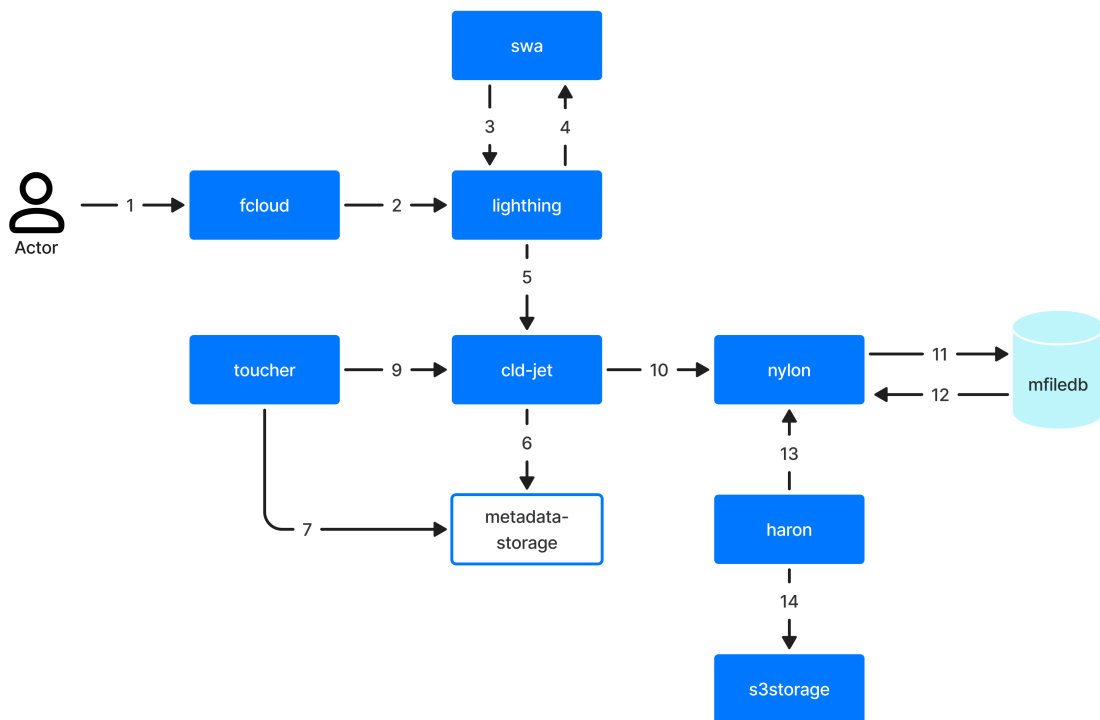 swa
3
4
Actor
1
fcloud
2
lighthing
5
toucher
9
cld-jet
10
nylon
11
12
mfiledb
6
13
7
metadata-
storage
haron
14
s3storage